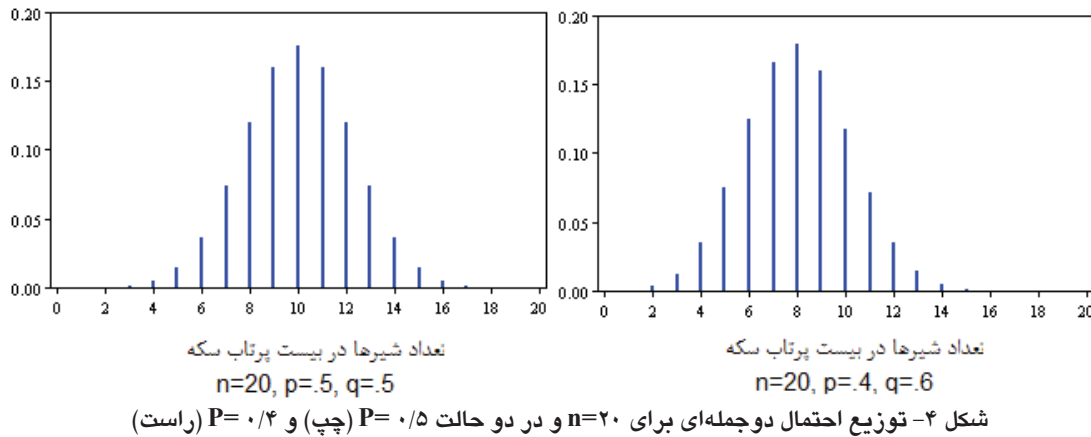 0.20
0.15
0.10
0.05
0.00
0 2 4 6 8 10 12 14 16 18 20
تعداد شیرها در بیست پرتاب سکه
n=20, p=.5, q=.5
0.20
0.15
0.10
0.05
0.00
0 2 4 6 8 10 12 14 16 18 20
تعداد شیرها در بیست پرتاب سکه
n=20, p=.4, q=.6
شکل ۴- توزیع احتمال دوجمله‌ای برای n=۲۰ و در دو حالت P= ۰/۵ (چپ) و P= ۰/۴ (راست)